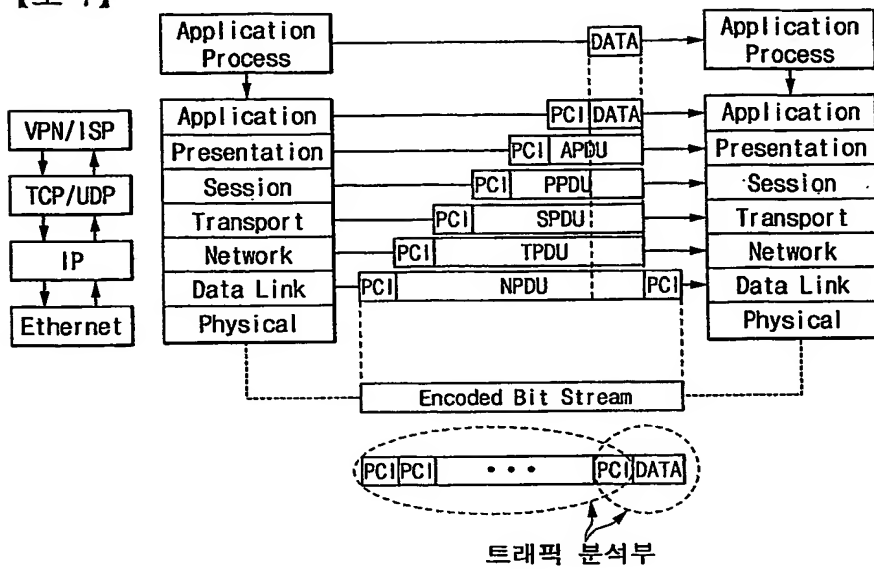 Application Process
DATA
Application Process
VPN/ISP
TCP/UDP
IP
Ethernet
Application
PCI DATA
Application
Presentation
PCI APDU
Presentation
Session
PCI PPDU
Session
Transport
PCI SPDU
Transport
Network
PCI TPDU
Network
Data Link
PCI NPDU PCI
Data Link
Physical
Physical
Encoded Bit Stream
PCI PCI • • • PCI DATA
트래픽 분석부